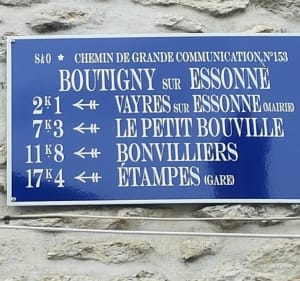 S&O ★ CHEMIN DE GRANDE COMMUNICATION N°153
BOUTIGNY SUR ESSONNE
2K1 VAYRES SUR ESSONNE (MAIRIE)
7K3 LE PETIT BOUVILLE
11K8 BONVILLIERS
17K4 ÉTAMPES (GARE)